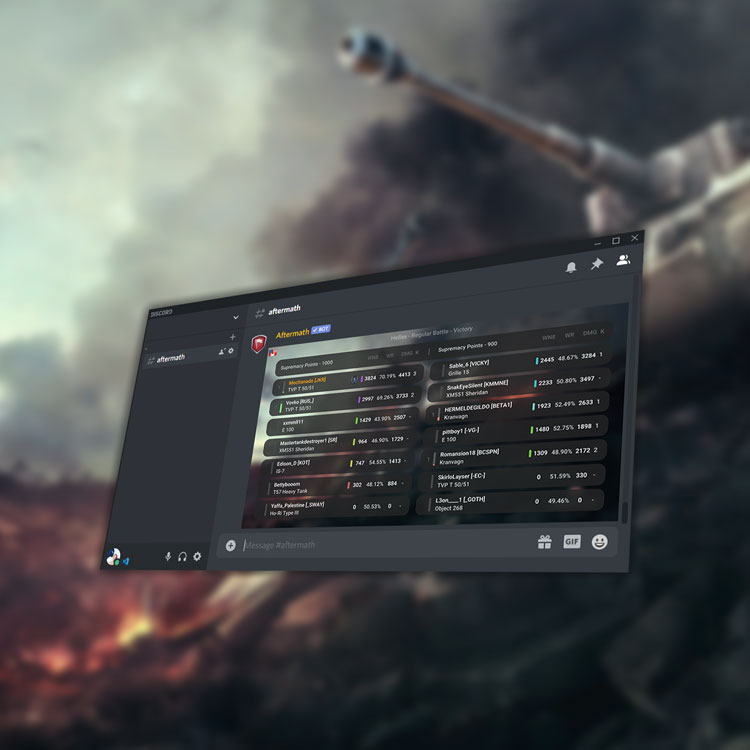 DISCORD
# aftermath
# aftermath
Aftermath ✓ BOT
Hellas - Regular Battle - Victory
Supremacy Points - 1000 WN8 WR DMG K
Mochanado [JK8] 3824 70.19% 4413 3
TVP T 50/51
Vovko [RUS_] 2997 69.26% 3733 2
TVP T 50/51
xxmmll11 1429 43.90% 2507 -
E 100
Mastertankdestroyer1 [SR] 964 46.90% 1729 -
XM551 Sheridan
Edison_D [KOT] 747 54.55% 1413 -
IS-7
Bettybooom 302 48.12% 884 -
T57 Heavy Tank
Yaffa_Palestine [_SWAY] 0 50.53% 0 -
Ho-Ri Type III
Supremacy Points - 900 WN8 WR DMG K
Sable_6 [VICKY] 2445 48.67% 3284 1
Grille 15
SnakEyeSilent [KMMNE] 2233 50.80% 3497 -
XM551 Sheridan
HERMELDEGILDO [BETA1] 1923 52.49% 2633 1
Kranvagn
pittboy1 [-VG-] 1480 52.75% 1898 1
E 100
Romansion18 [BCSPN] 1309 48.90% 2172 2
Kranvagn
SkirloLayser [-EC-] 0 51.59% 330 -
TVP T 50/51
L3on___1 [_GOTH] 0 49.46% 0 -
Object 268
Message #aftermath
GIF